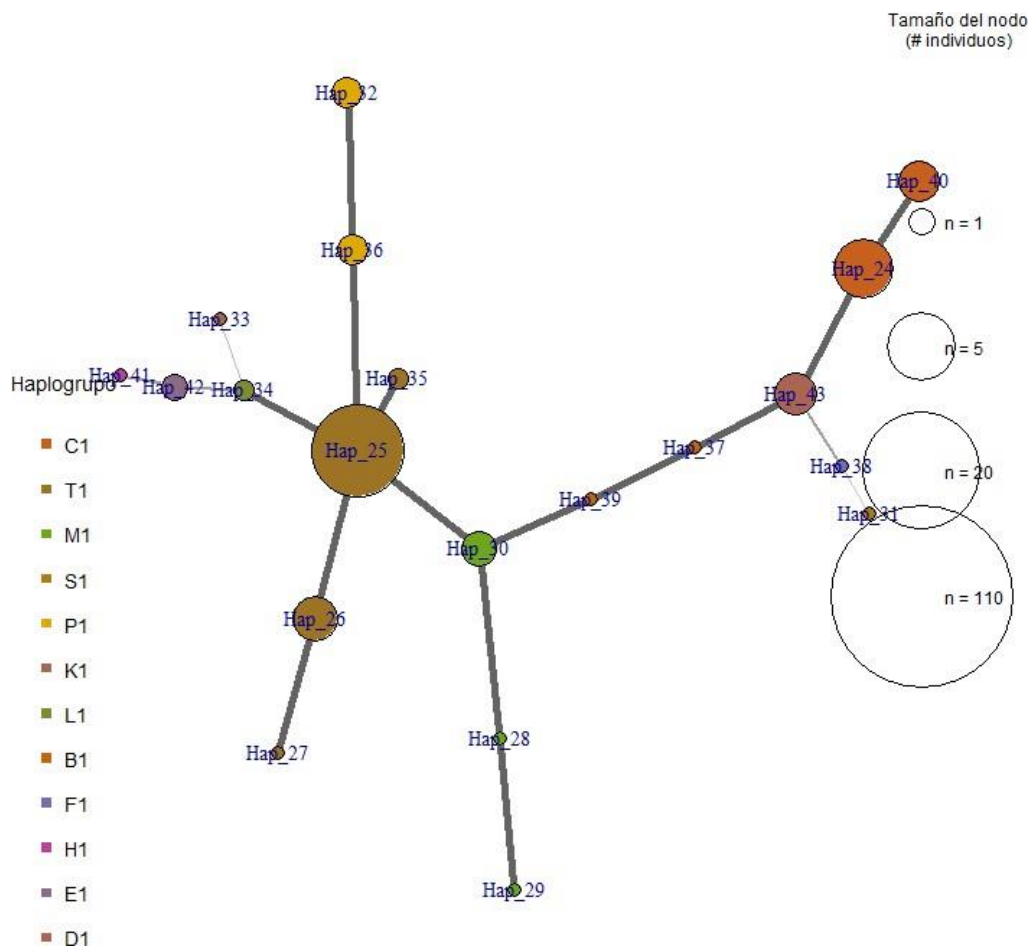 Tamaño del nodo
(# individuos)
Hap_32
Hap_40
n = 1
Hap_36
Hap_24
Hap_33
n = 5
Hap_41
Haplogrupo
Hap_42
Hap_34
Hap_35
Hap_43
C1
Hap_25
Hap_37
Hap_38
n = 20
T1
Hap_39
Hap_31
M1
Hap_30
S1
n = 110
P1
Hap_26
K1
L1
Hap_28
B1
Hap_27
F1
H1
E1
Hap_29
D1